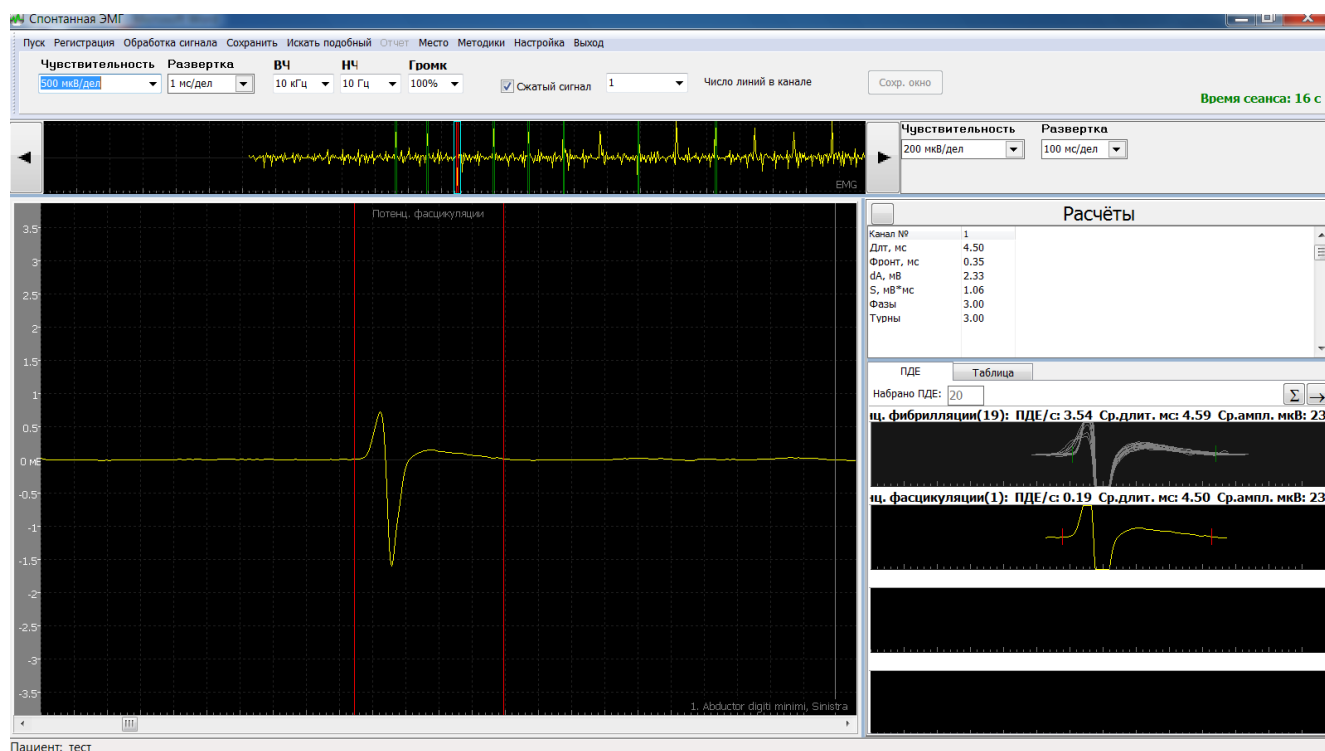 Спонтанная ЭМГ
Пуск Регистрация Обработка сигнала Сохранить Искать подобный Отчет Место Методики Настройка Выход
Чувствительность Развертка ВЧ НЧ Громк
500 мкВ/дел 1 мс/дел 10 кГц 10 Гц 100% Сжатый сигнал 1 Число линий в канале Сохр. окно
Время сеанса: 16 с
Чувствительность Развертка
200 мкВ/дел 100 мс/дел
EMG
Потенц. фасцикуляции
Расчёты
Канал № 1
Длт, мс 4.50
Фронт, мс 0.35
dA, мВ 2.33
S, мВ*мс 1.06
Фазы 3.00
Турны 3.00
ПДЕ Таблица
Набрано ПДЕ: 20 Σ →
нц. фибрилляции(19): ПДЕ/с: 3.54 Ср.длит. мс: 4.59 Ср.ампл. мкВ: 23
нц. фасцикуляции(1): ПДЕ/с: 0.19 Ср.длит. мс: 4.50 Ср.ампл. мкВ: 23
3.5
3
2.5
2
1.5
1
0.5
0
-0.5
-1
-1.5
-2
-2.5
-3
-3.5
1. Abductor digiti minimi, Sinistra
Пациент: тест